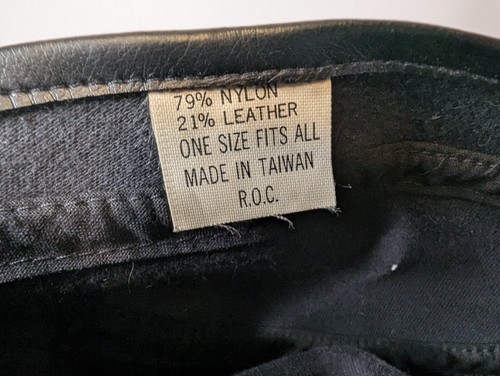 79% NYLON
21% LEATHER
ONE SIZE FITS ALL
MADE IN TAIWAN
R.O.C.